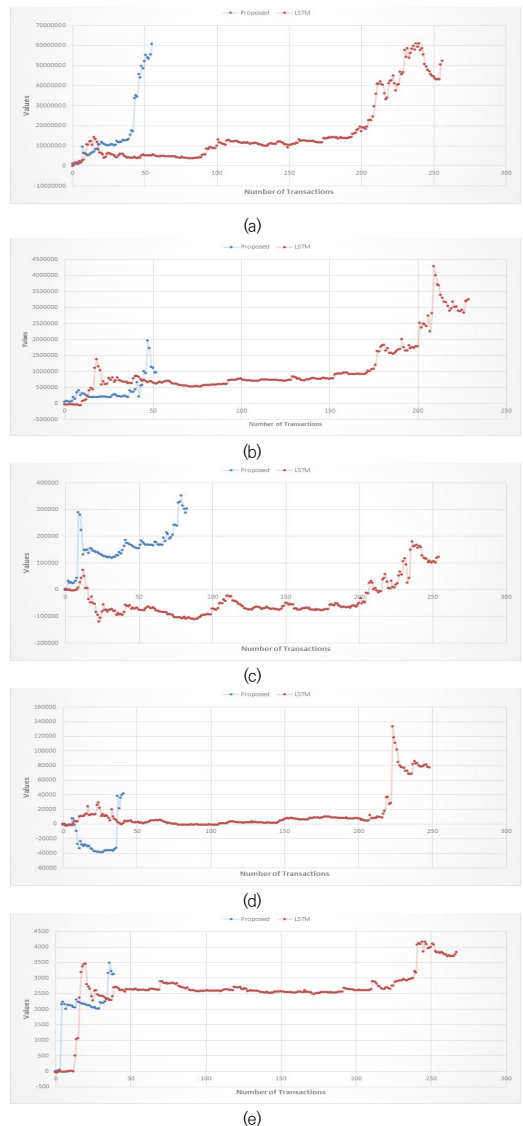 Proposed LSTM
70000000
60000000
50000000
40000000
30000000
20000000
10000000
0
-10000000
Values
0 50 100 150 200 250 300
Number of Transactions
(a)
Proposed LSTM
4500000
4000000
3500000
3000000
2500000
2000000
1500000
1000000
500000
0
-500000
Values
0 50 100 150 200 250
Number of Transactions
(b)
Proposed LSTM
400000
300000
200000
100000
0
-100000
-200000
Values
0 50 100 150 200 250 300
Number of Transactions
(c)
Proposed LSTM
160000
140000
120000
100000
80000
60000
40000
20000
0
-20000
-40000
-60000
Values
0 50 100 150 200 250 300
Number of Transactions
(d)
Proposed LSTM
4500
4000
3500
3000
2500
2000
1500
1000
500
0
-500
Values
0 50 100 150 200 250 300
Number of Transactions
(e)